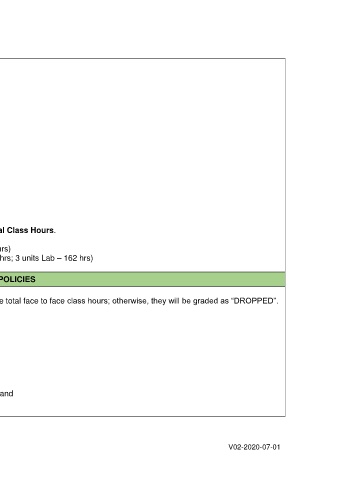 al Class Hours.
urs)
hrs; 3 units Lab – 162 hrs)
POLICIES
e total face to face class hours; otherwise, they will be graded as “DROPPED”.
and
V02-2020-07-01